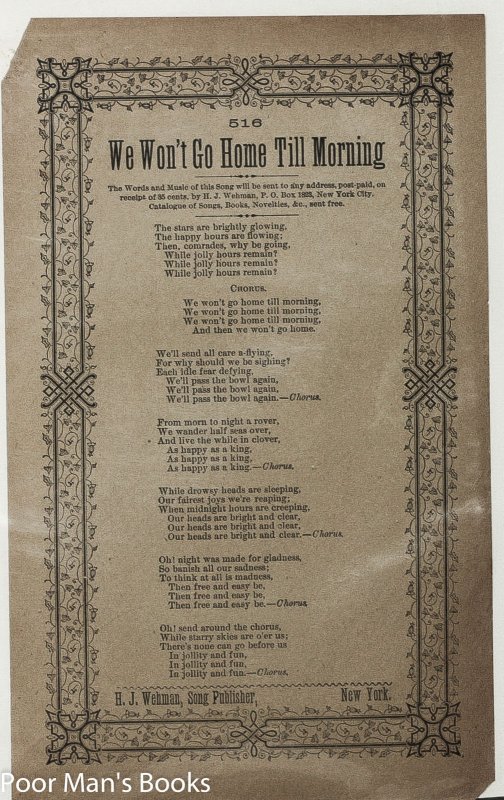 516
We Won't Go Home Till Morning
The Words and Music of this Song will be sent to any address, post-paid, on
receipt of 35 cents, by H. J. Wehman, P. O. Box 1823, New York City.
Catalogue of Songs, Books, Novelties, &c., sent free.
The stars are brightly glowing,
The happy hours are flowing;
Then, comrades, why be going,
While jolly hours remain?
While jolly hours remain?
While jolly hours remain?
CHORUS.
We won't go home till morning,
We won't go home till morning,
We won't go home till morning,
And then we won't go home.
We'll send all care a-flying,
For why should we be sighing?
Each idle fear defying,
We'll pass the bowl again,
We'll pass the bowl again,
We'll pass the bowl again.—Chorus.
From morn to night a rover,
We wander half seas over,
And live the while in clover,
As happy as a king,
As happy as a king,
As happy as a king.—Chorus.
While drowsy heads are sleeping,
Our fairest joys we're reaping;
When midnight hours are creeping,
Our heads are bright and clear,
Our heads are bright and clear,
Our heads are bright and clear.—Chorus.
Oh! night was made for gladness,
So banish all our sadness;
To think at all is madness,
Then free and easy be,
Then free and easy be,
Then free and easy be.—Chorus.
Oh! send around the chorus,
While starry skies are o'er us;
There's none can go before us
In jollity and fun,
In jollity and fun,
In jollity and fun.—Chorus.
H. J. Wehman, Song Publisher, New York.
Poor Man's Books